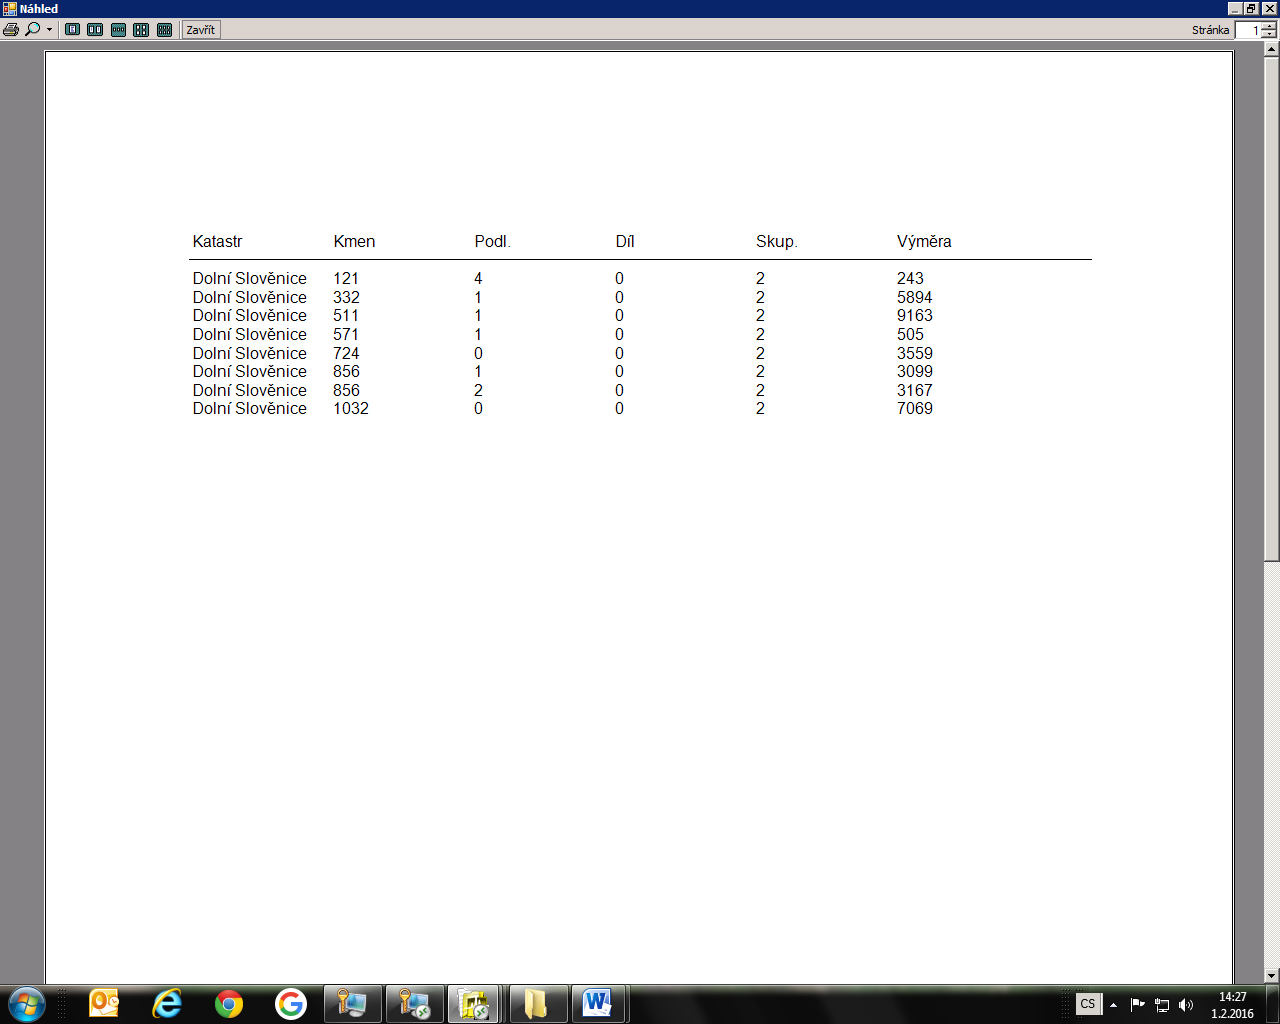 Náhled
Zavřít
Stránka 1
Katastr Kmen Podl. Díl Skup. Výměra
Dolní Slověnice 121 4 0 2 243
Dolní Slověnice 332 1 0 2 5894
Dolní Slověnice 511 1 0 2 9163
Dolní Slověnice 571 1 0 2 505
Dolní Slověnice 724 0 0 2 3559
Dolní Slověnice 856 1 0 2 3099
Dolní Slověnice 856 2 0 2 3167
Dolní Slověnice 1032 0 0 2 7069
CS
14:27
1.2.2016